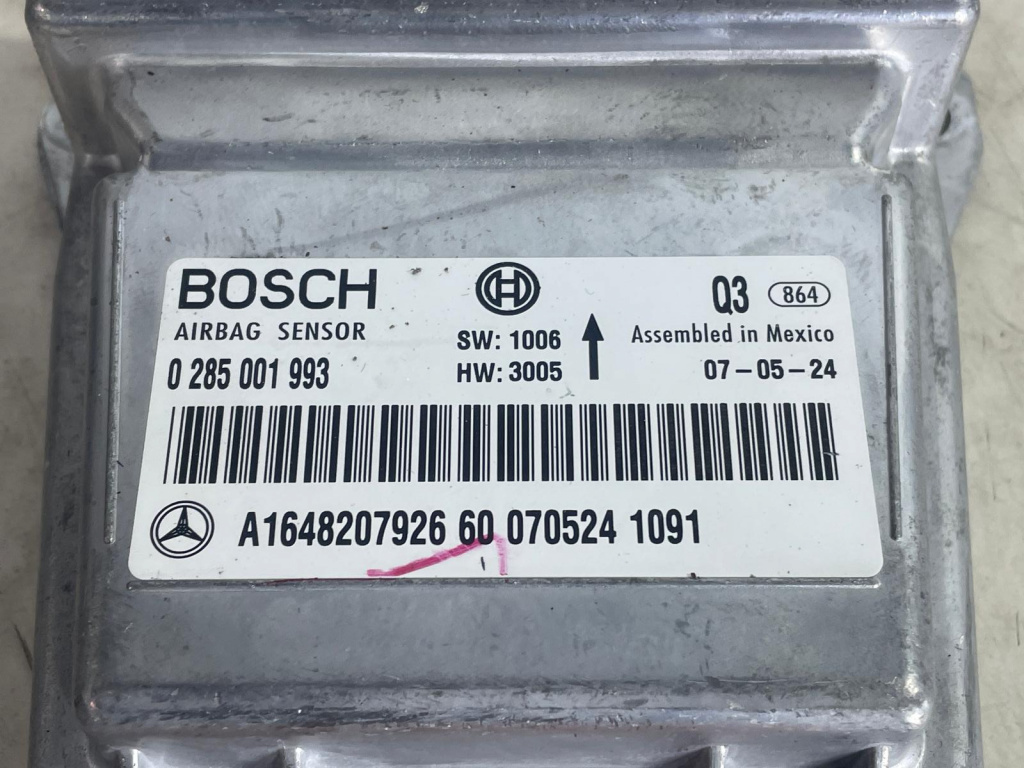 BOSCH
AIRBAG SENSOR
0 285 001 993
SW: 1006
HW: 3005
Q3 864
Assembled in Mexico
07-05-24
A1648207926 60 070524 1091